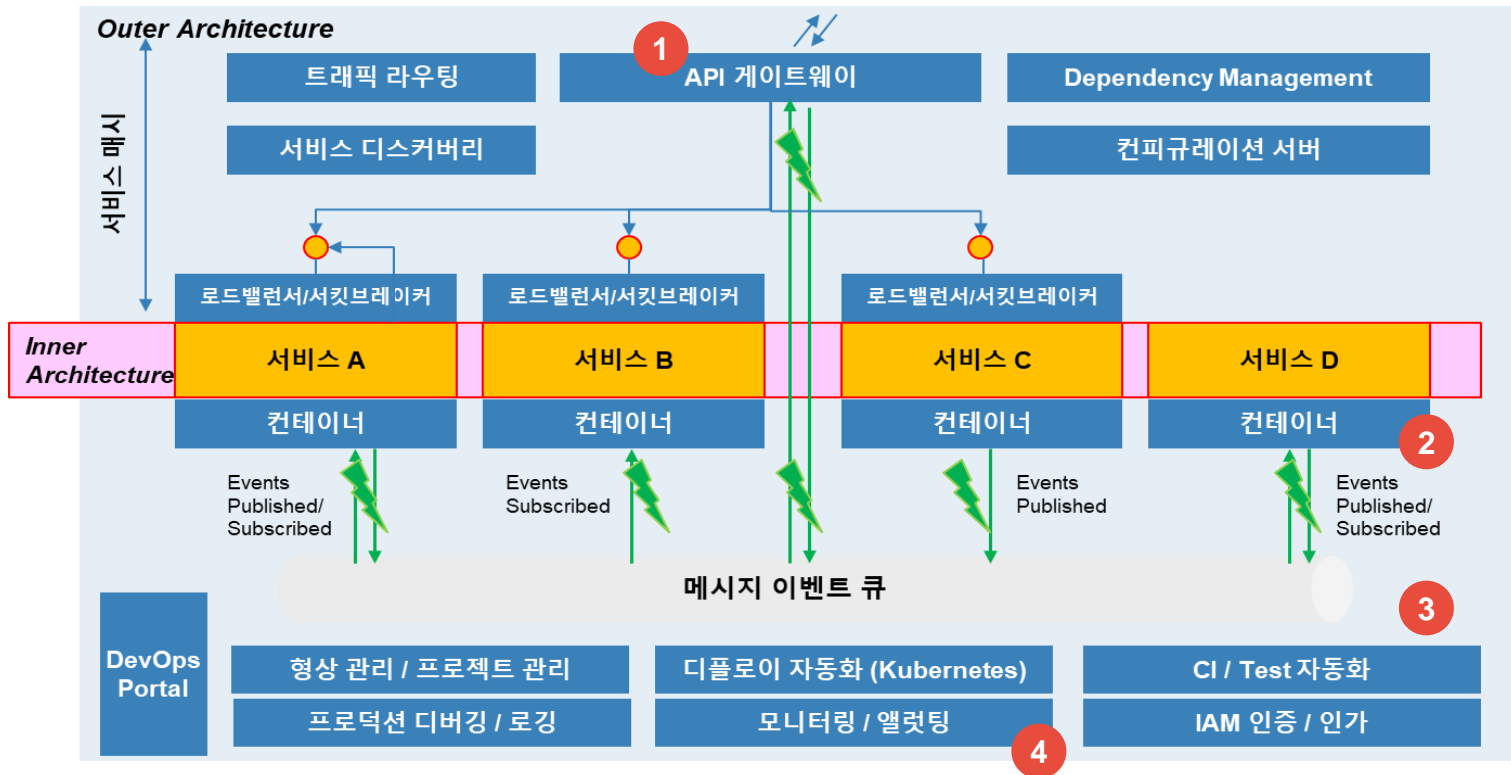 Outer Architecture
1
트래픽 라우팅
API 게이트웨이
Dependency Management
서비스 매시
서비스 디스커버리
컨피규레이션 서버
로드밸런서/서킷브레이커
로드밸런서/서킷브레이커
로드밸런서/서킷브레이커
Inner
Architecture
서비스 A
서비스 B
서비스 C
서비스 D
컨테이너
컨테이너
컨테이너
컨테이너
2
Events
Published/
Subscribed
Events
Subscribed
Events
Published
Events
Published/
Subscribed
메시지 이벤트 큐
3
DevOps
Portal
형상 관리 / 프로젝트 관리
디플로이 자동화 (Kubernetes)
CI / Test 자동화
프로덕션 디버깅 / 로깅
모니터링 / 앨럿팅
IAM 인증 / 인가
4